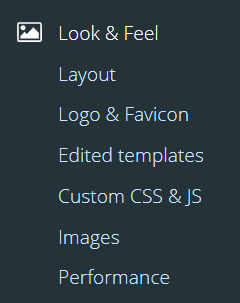 Look & Feel
Layout
Logo & Favicon
Edited templates
Custom CSS & JS
Images
Performance